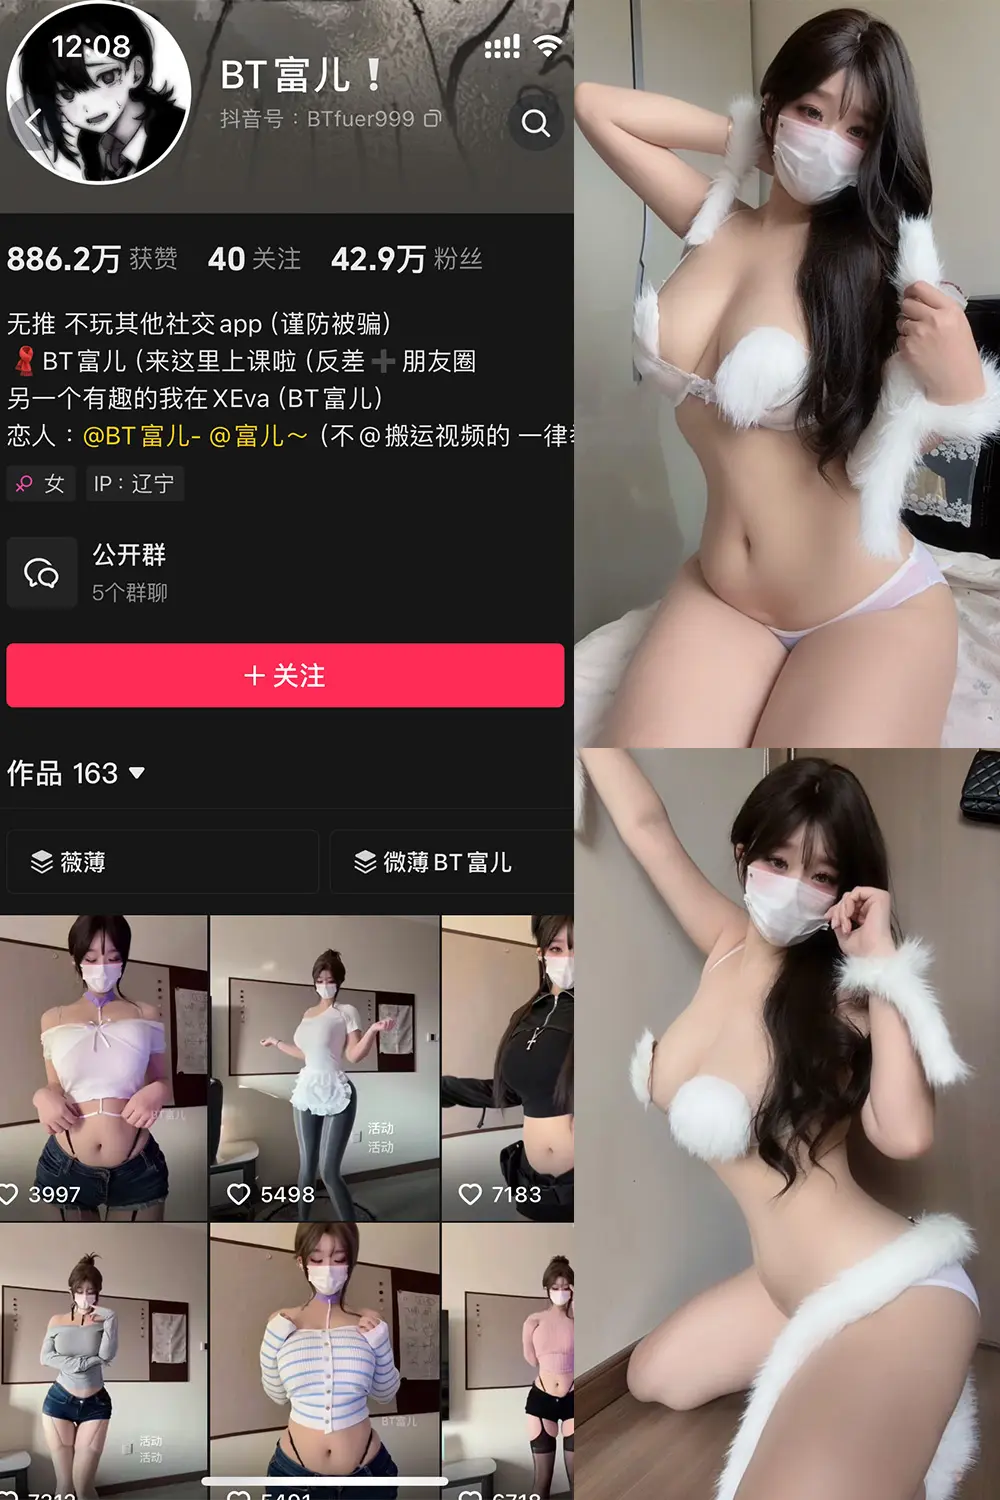 12:08
BT富儿！
抖音号：BTfuer999
886.2万 获赞 40 关注 42.9万 粉丝
无推 不玩其他社交app（谨防被骗）
BT富儿（来这里上课啦（反差➕朋友圈
另一个有趣的我在XEva（BT富儿）
恋人：@BT富儿- @富儿～（不@搬运视频的 一律
女 IP：辽宁
公开群
5个群聊
＋关注
作品 163
薇薄
微薄BT富儿
BT富儿
活动
活动
3997
5498
7183
BT富儿
活动
活动
7312
5491
6718